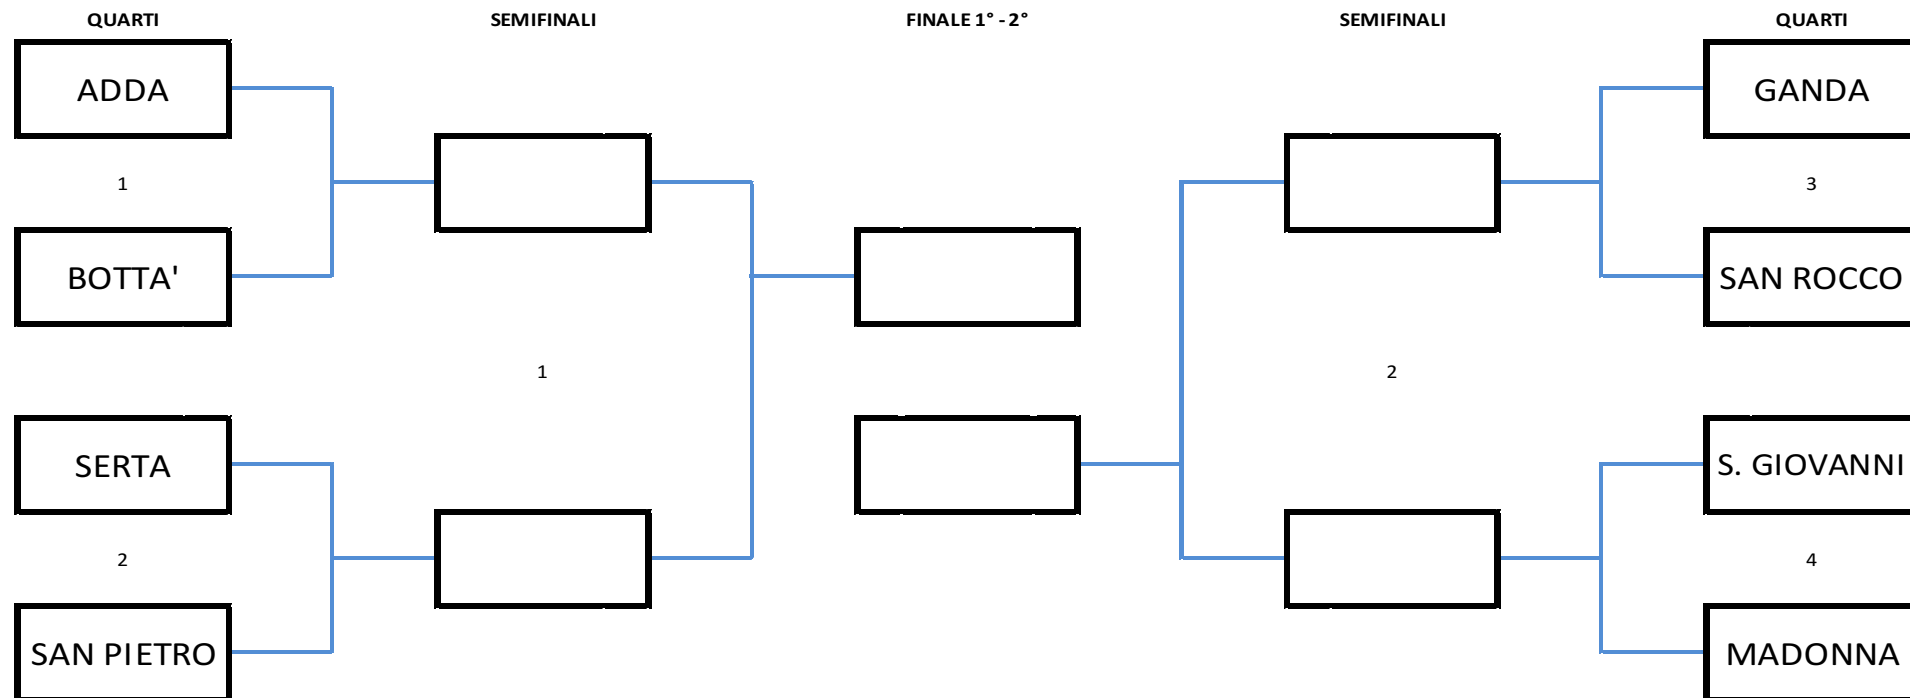 QUARTI SEMIFINALI FINALE 1° - 2° SEMIFINALI QUARTI
ADDA GANDA
1 3
BOTTA' SAN ROCCO
1 2
SERTA S. GIOVANNI
2 4
SAN PIETRO MADONNA